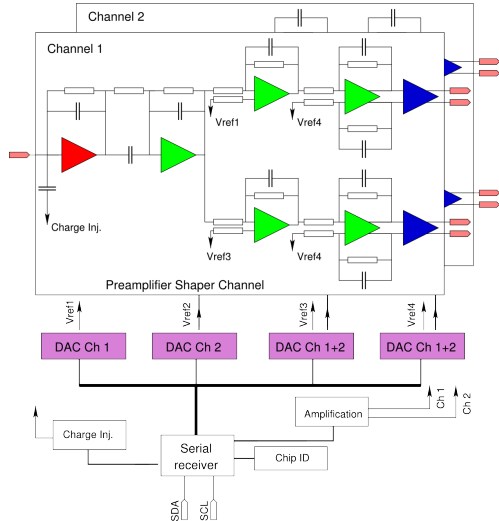 Channel 2
Channel 1
Vref1
Vref4
Charge Inj.
Vref3
Vref4
Preamplifier Shaper Channel
Vref1
Vref2
Vref3
Vref4
DAC Ch 1
DAC Ch 2
DAC Ch 1+2
DAC Ch 1+2
Ch 1
Ch 2
Amplification
Charge Inj.
Serial
receiver
Chip ID
SDA
SCL